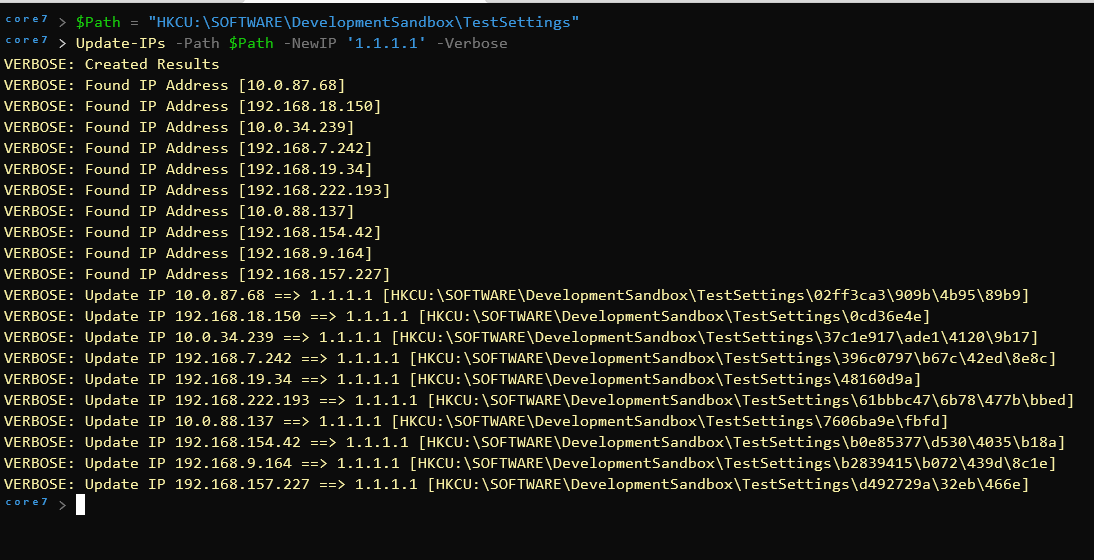 core7 > $Path = "HKCU:\SOFTWARE\DevelopmentSandbox\TestSettings"
core7 > Update-IPs -Path $Path -NewIP '1.1.1.1' -Verbose
VERBOSE: Created Results
VERBOSE: Found IP Address [10.0.87.68]
VERBOSE: Found IP Address [192.168.18.150]
VERBOSE: Found IP Address [10.0.34.239]
VERBOSE: Found IP Address [192.168.7.242]
VERBOSE: Found IP Address [192.168.19.34]
VERBOSE: Found IP Address [192.168.222.193]
VERBOSE: Found IP Address [10.0.88.137]
VERBOSE: Found IP Address [192.168.154.42]
VERBOSE: Found IP Address [192.168.9.164]
VERBOSE: Found IP Address [192.168.157.227]
VERBOSE: Update IP 10.0.87.68 ==> 1.1.1.1 [HKCU:\SOFTWARE\DevelopmentSandbox\TestSettings\02ff3ca3\909b\4b95\89b9]
VERBOSE: Update IP 192.168.18.150 ==> 1.1.1.1 [HKCU:\SOFTWARE\DevelopmentSandbox\TestSettings\0cd36e4e]
VERBOSE: Update IP 10.0.34.239 ==> 1.1.1.1 [HKCU:\SOFTWARE\DevelopmentSandbox\TestSettings\37c1e917\ade1\4120\9b17]
VERBOSE: Update IP 192.168.7.242 ==> 1.1.1.1 [HKCU:\SOFTWARE\DevelopmentSandbox\TestSettings\396c0797\b67c\42ed\8e8c]
VERBOSE: Update IP 192.168.19.34 ==> 1.1.1.1 [HKCU:\SOFTWARE\DevelopmentSandbox\TestSettings\48160d9a]
VERBOSE: Update IP 192.168.222.193 ==> 1.1.1.1 [HKCU:\SOFTWARE\DevelopmentSandbox\TestSettings\61bbbc47\6b78\477b\bbed]
VERBOSE: Update IP 10.0.88.137 ==> 1.1.1.1 [HKCU:\SOFTWARE\DevelopmentSandbox\TestSettings\7606ba9e\fbfd]
VERBOSE: Update IP 192.168.154.42 ==> 1.1.1.1 [HKCU:\SOFTWARE\DevelopmentSandbox\TestSettings\b0e85377\d530\4035\b18a]
VERBOSE: Update IP 192.168.9.164 ==> 1.1.1.1 [HKCU:\SOFTWARE\DevelopmentSandbox\TestSettings\b2839415\b072\439d\8c1e]
VERBOSE: Update IP 192.168.157.227 ==> 1.1.1.1 [HKCU:\SOFTWARE\DevelopmentSandbox\TestSettings\d492729a\32eb\466e]
core7 >